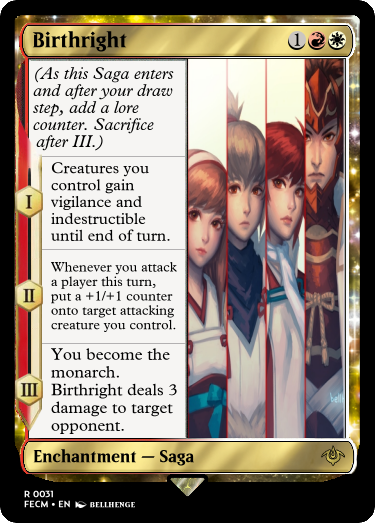 Birthright
1
(As this Saga enters
and after your draw
step, add a lore
counter. Sacrifice
after III.)
I
Creatures you
control gain
vigilance and
indestructible
until end of turn.
II
Whenever you attack
a player this turn,
put a +1/+1 counter
onto target attacking
creature you control.
III
You become the
monarch.
Birthright deals 3
damage to target
opponent.
Enchantment — Saga
R 0031
FECM • EN BELLHENGE